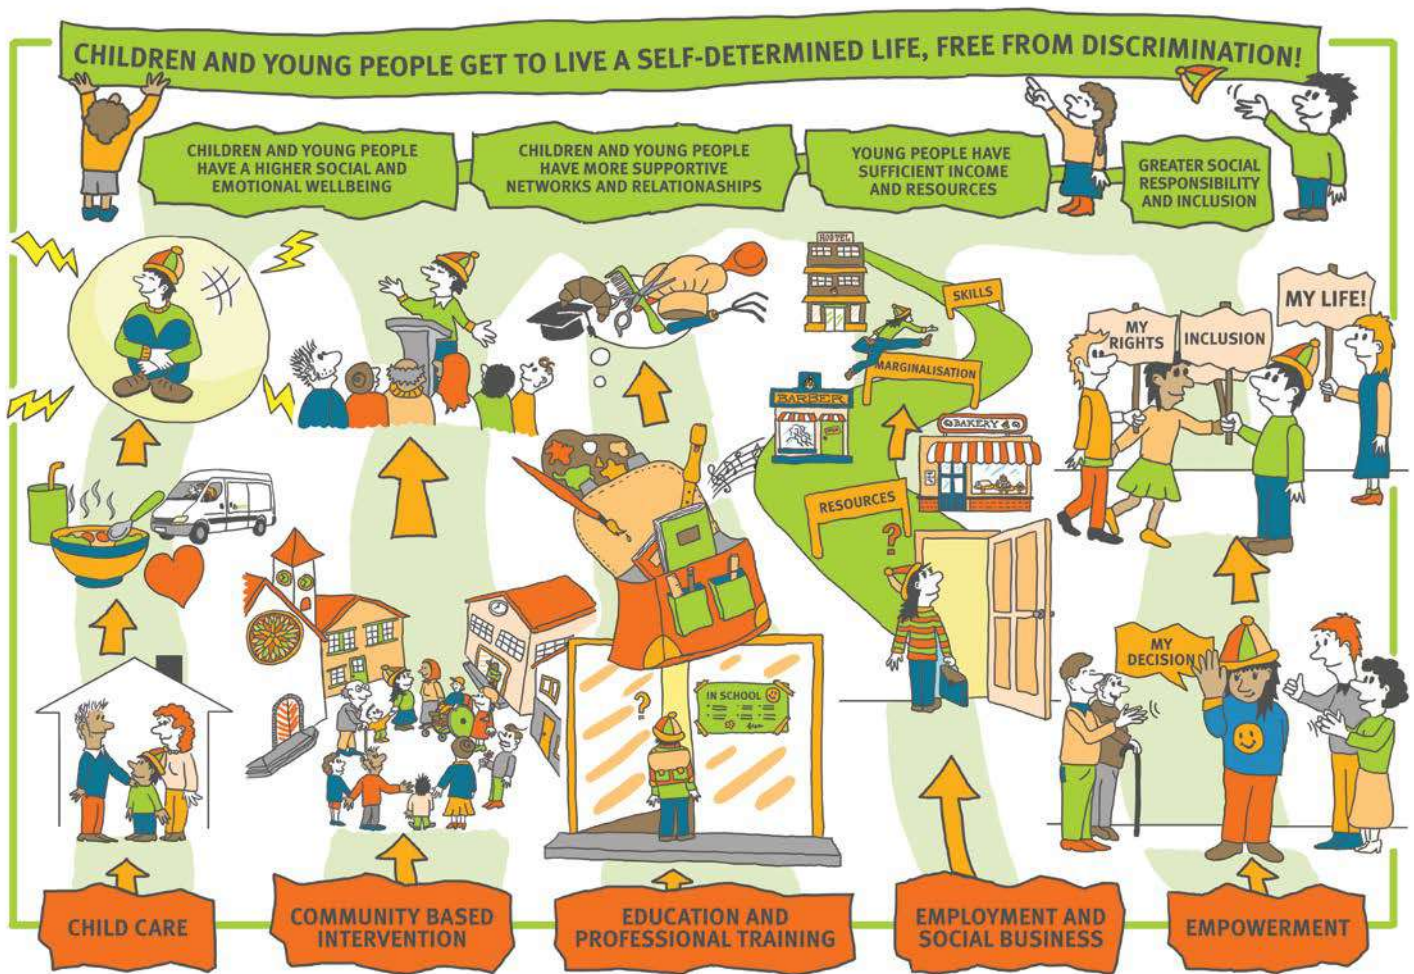 CHILDREN AND YOUNG PEOPLE GET TO LIVE A SELF-DETERMINED LIFE, FREE FROM DISCRIMINATION!
CHILDREN AND YOUNG PEOPLE
HAVE A HIGHER SOCIAL AND
EMOTIONAL WELLBEING
CHILDREN AND YOUNG PEOPLE
HAVE MORE SUPPORTIVE
NETWORKS AND RELATIONASHIPS
YOUNG PEOPLE HAVE
SUFFICIENT INCOME
AND RESOURCES
GREATER SOCIAL
RESPONSIBILITY
AND INCLUSION
HOSTEL
SKILLS
MARGINALISATION
BARBER
BAKERY
RESOURCES
?
MY
RIGHTS
INCLUSION
MY LIFE!
?
IN SCHOOL
MY
DECISION
CHILD CARE
COMMUNITY BASED
INTERVENTION
EDUCATION AND
PROFESSIONAL TRAINING
EMPLOYMENT AND
SOCIAL BUSINESS
EMPOWERMENT